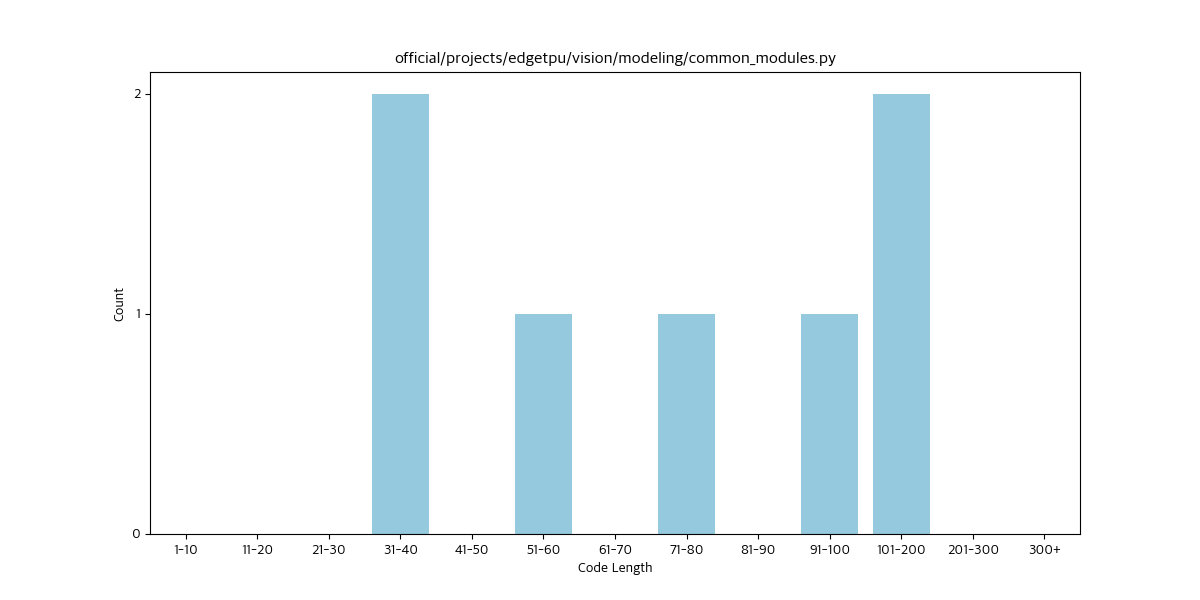 official/projects/edgetpu/vision/modeling/common_modules.py
2
1
0
Count
1-10 11-20 21-30 31-40 41-50 51-60 61-70 71-80 81-90 91-100 101-200 201-300 300+
Code Length